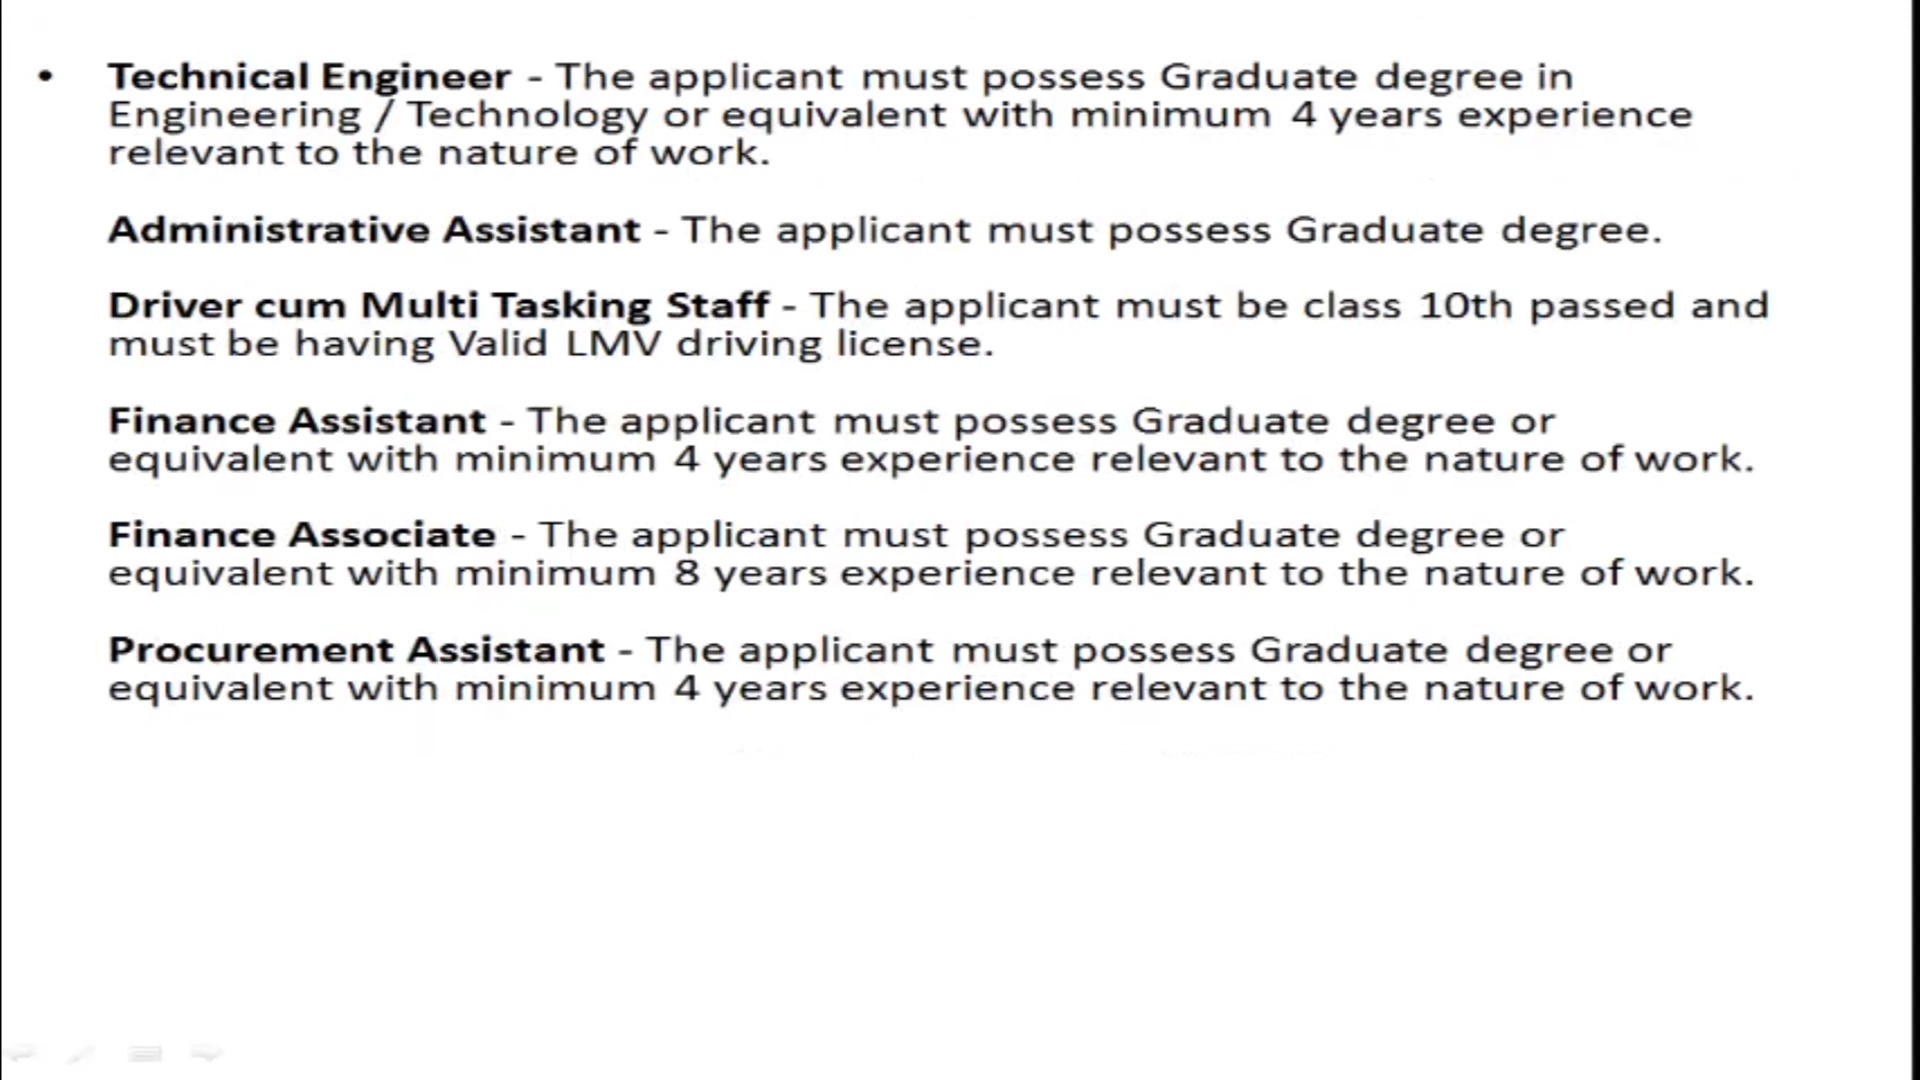 • Technical Engineer - The applicant must possess Graduate degree in
Engineering / Technology or equivalent with minimum 4 years experience
relevant to the nature of work.
Administrative Assistant - The applicant must possess Graduate degree.
Driver cum Multi Tasking Staff - The applicant must be class 10th passed and
must be having Valid LMV driving license.
Finance Assistant - The applicant must possess Graduate degree or
equivalent with minimum 4 years experience relevant to the nature of work.
Finance Associate - The applicant must possess Graduate degree or
equivalent with minimum 8 years experience relevant to the nature of work.
Procurement Assistant - The applicant must possess Graduate degree or
equivalent with minimum 4 years experience relevant to the nature of work.